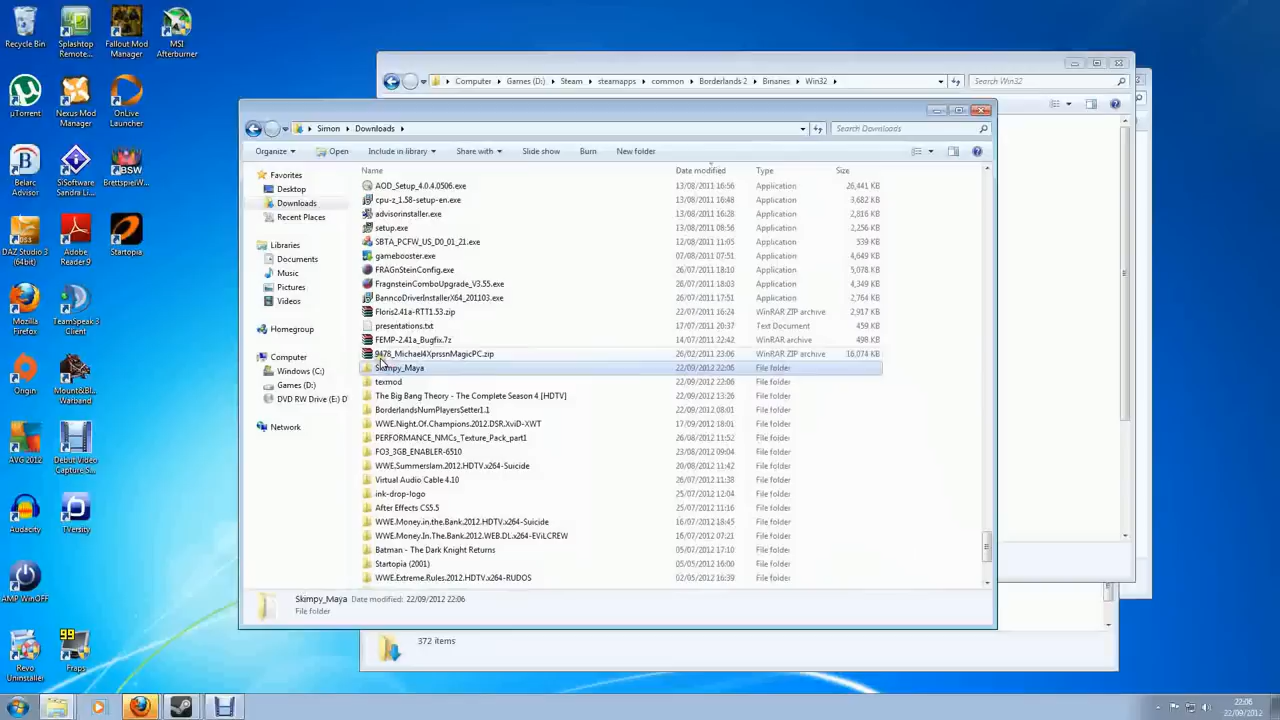 Recycle Bin
Splashtop Remote...
Fallout Mod Manager
MSI Afterburner
µTorrent
Nexus Mod Manager
OnLive Launcher
Belarc Advisor
SiSoftware Sandra Li...
BrettspielW...
DAZ Studio 3 (64bit)
Adobe Reader 9
Startopia
Mozilla Firefox
TeamSpeak 3 Client
Origin
Mount&Bl... Warband
AVG 2012
Debut Video Capture S...
Audacity
TVersity
AMP WinOFF
Revo Uninstaller
99
Fraps
Computer Games (D:) Steam steamapps common Borderlands 2 Binaries Win32
Search Win32
Simon Downloads
Search Downloads
Organize Open Include in library Share with Slide show Burn New folder
Favorites
Desktop
Downloads
Recent Places
Libraries
Documents
Music
Pictures
Videos
Homegroup
Computer
Windows (C:)
Games (D:)
DVD RW Drive (E:) D
Network
Name Date modified Type Size
AOD_Setup_4.0.4.0506.exe 13/08/2011 16:56 Application 26,441 KB
cpu-z_1.58-setup-en.exe 13/08/2011 16:48 Application 3,682 KB
advisorinstaller.exe 13/08/2011 16:28 Application 2,816 KB
setup.exe 13/08/2011 08:56 Application 2,256 KB
SBTA_PCFW_US_D0_01_21.exe 12/08/2011 11:05 Application 539 KB
gamebooster.exe 07/08/2011 07:51 Application 4,649 KB
FRAGnSteinConfig.exe 26/07/2011 18:10 Application 5,078 KB
FragnsteinComboUpgrade_V3.55.exe 28/07/2011 18:03 Application 4,349 KB
BanncoDriverInstallerX64_201103.exe 26/07/2011 17:51 Application 2,764 KB
Floris2.41a-RTT1.53.zip 22/07/2011 16:24 WinRAR ZIP archive 2,917 KB
presentations.txt 17/07/2011 20:37 Text Document 459 KB
FEMP-2.41a_Bugfix.7z 14/07/2011 22:42 WinRAR archive 498 KB
9478_Michael4XprssnMagicPC.zip 26/02/2011 23:06 WinRAR ZIP archive 16,074 KB
Skimpy_Maya 22/09/2012 22:06 File folder
texmod 22/09/2012 22:06 File folder
The Big Bang Theory - The Complete Season 4 [HDTV] 22/09/2012 13:26 File folder
BorderlandsNumPlayersSetter1.1 22/09/2012 08:01 File folder
WWE.Night.Of.Champions.2012.DSR.XviD-XWT 17/09/2012 18:01 File folder
PERFORMANCE_NMCs_Texture_Pack_part1 26/08/2012 11:52 File folder
FO3_3GB_ENABLER-6510 23/08/2012 09:04 File folder
WWE.Summerslam.2012.HDTV.x264-Suicide 20/08/2012 11:42 File folder
Virtual Audio Cable 4.10 26/07/2012 11:38 File folder
ink-drop-logo 25/07/2012 12:04 File folder
After Effects CS5.5 25/07/2012 11:16 File folder
WWE.Money.in.the.Bank.2012.HDTV.x264-Suicide 16/07/2012 18:45 File folder
WWE.Money.In.The.Bank.2012.WEB.DL.x264-EViLCREW 16/07/2012 07:21 File folder
Batman - The Dark Knight Returns 05/07/2012 17:10 File folder
Startopia (2001) 05/05/2012 16:00 File folder
WWE.Extreme.Rules.2012.HDTV.x264-RUDOS 02/05/2012 16:39 File folder
Skimpy_Maya Date modified: 22/09/2012 22:06
File folder
372 items
22:06
22/09/2012